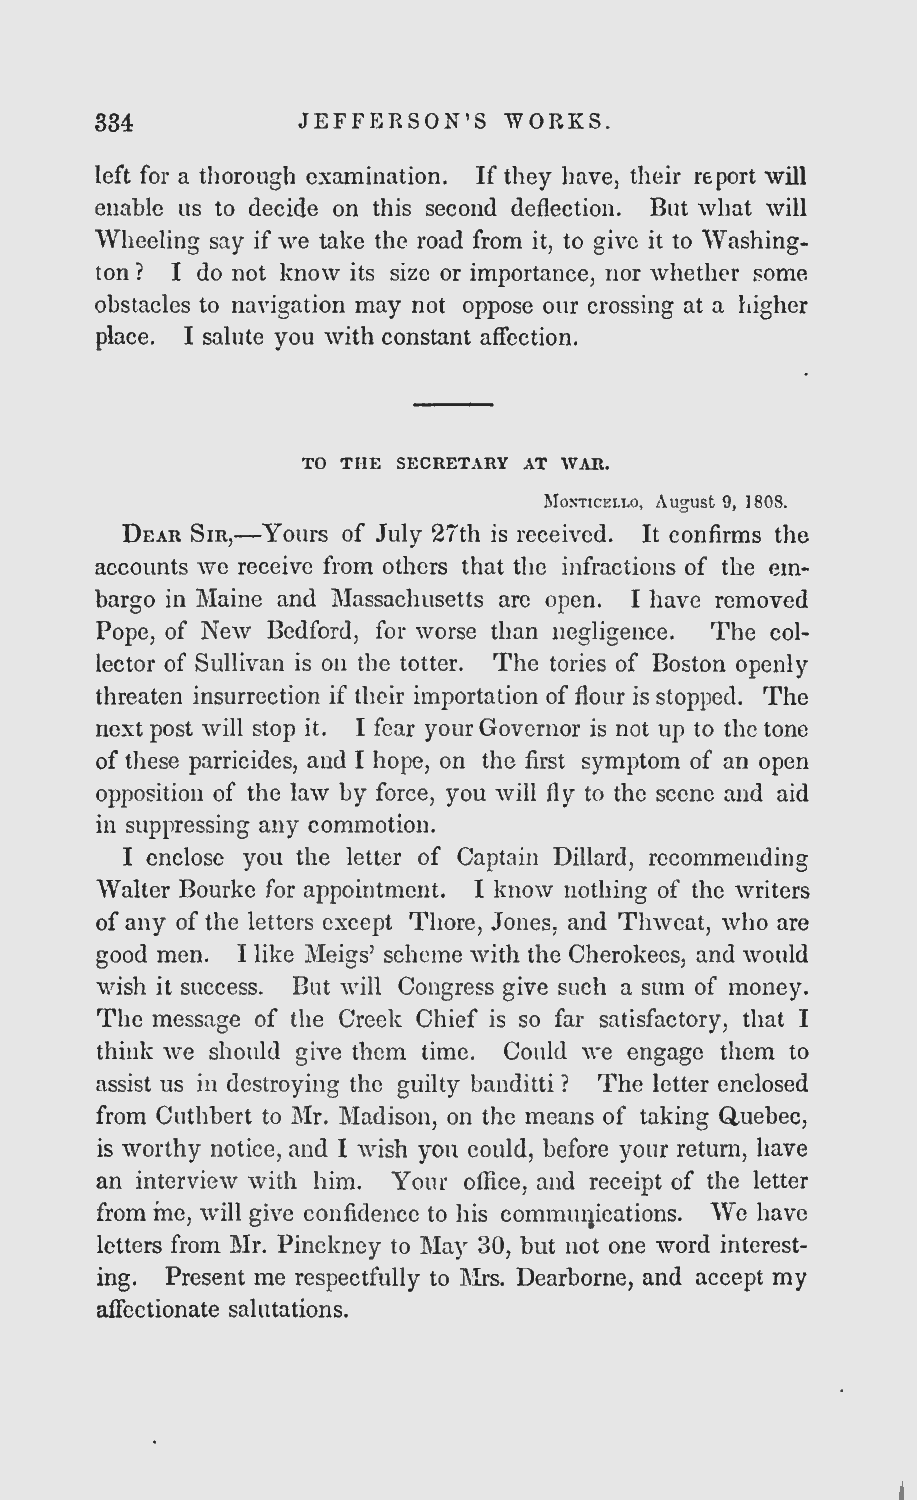 334 JEFFERSON'S WORKS.
left for a thorough examination. If they have, their report will
enable us to decide on this second deflection. But what will
Wheeling say if we take the road from it, to give it to Washing-
ton? I do not know its size or importance, nor whether some
obstacles to navigation may not oppose our crossing at a higher
place. I salute you with constant affection.
TO THE SECRETARY AT WAR.
MONTICELLO, August 9, 1808.
DEAR SIR,—Yours of July 27th is received. It confirms the
accounts we receive from others that the infractions of the em-
bargo in Maine and Massachusetts are open. I have removed
Pope, of New Bedford, for worse than negligence. The col-
lector of Sullivan is on the totter. The tories of Boston openly
threaten insurrection if their importation of flour is stopped. The
next post will stop it. I fear your Governor is not up to the tone
of these parricides, and I hope, on the first symptom of an open
opposition of the law by force, you will fly to the scene and aid
in suppressing any commotion.
I enclose you the letter of Captain Dillard, recommending
Walter Bourke for appointment. I know nothing of the writers
of any of the letters except Thore, Jones, and Thweat, who are
good men. I like Meigs' scheme with the Cherokees, and would
wish it success. But will Congress give such a sum of money.
The message of the Creek Chief is so far satisfactory, that I
think we should give them time. Could we engage them to
assist us in destroying the guilty banditti? The letter enclosed
from Cuthbert to Mr. Madison, on the means of taking Quebec,
is worthy notice, and I wish you could, before your return, have
an interview with him. Your office, and receipt of the letter
from me, will give confidence to his communications. We have
letters from Mr. Pinckney to May 30, but not one word interest-
ing. Present me respectfully to Mrs. Dearborne, and accept my
affectionate salutations.